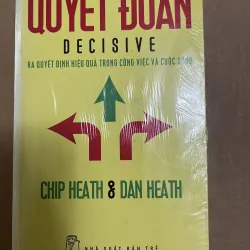 QUYẾT ĐOÁN
DECISIVE
RA QUYẾT ĐỊNH HIỆU QUẢ TRONG CÔNG VIỆC VÀ CUỘC SỐNG
CHIP HEATH & DAN HEATH
NHÀ XUẤT BẢN TRẺ